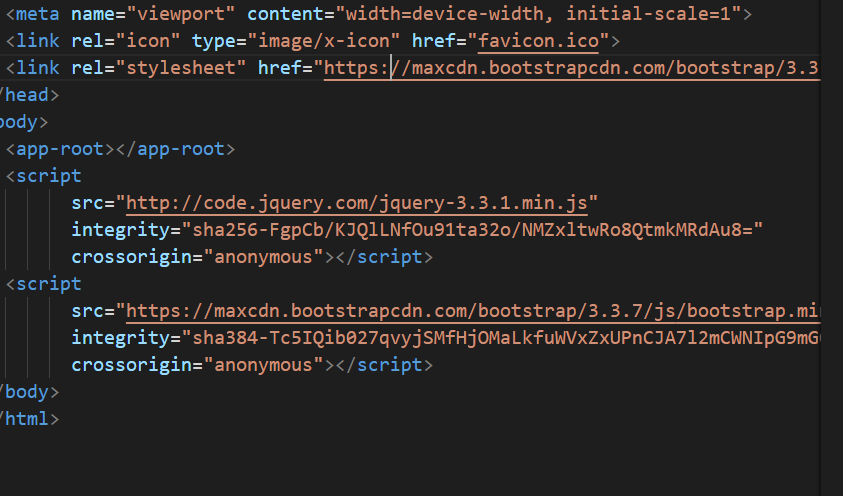 <meta name="viewport" content="width=device-width, initial-scale=1">
<link rel="icon" type="image/x-icon" href="favicon.ico">
<link rel="stylesheet" href="https://maxcdn.bootstrapcdn.com/bootstrap/3.3
/head>
body>
<app-root></app-root>
<script
src="http://code.jquery.com/jquery-3.3.1.min.js"
integrity="sha256-FgpCb/KJQlLNfOu91ta32o/NMZxltwRo8QtmkMRdAu8="
crossorigin="anonymous"></script>
<script
src="https://maxcdn.bootstrapcdn.com/bootstrap/3.3.7/js/bootstrap.min
integrity="sha384-Tc5IQib027qvyjSMfHjOMaLkfuWVxZxUPnCJA7l2mCWNIpG9mG
crossorigin="anonymous"></script>
/body>
/html>